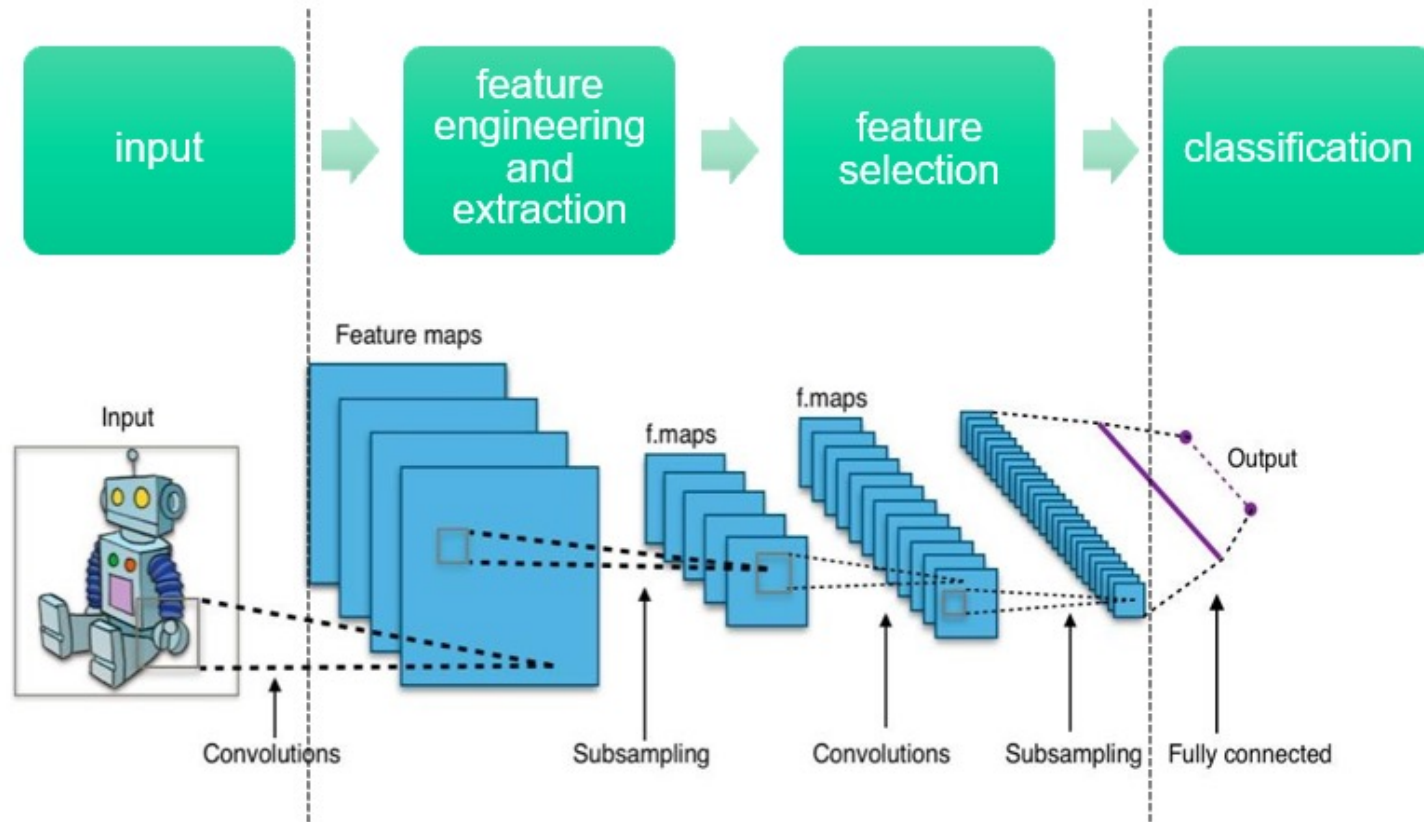 input
feature
engineering
and
extraction
feature
selection
classification
Feature maps
Input
f.maps
f.maps
Output
Convolutions
Subsampling
Convolutions
Subsampling
Fully connected